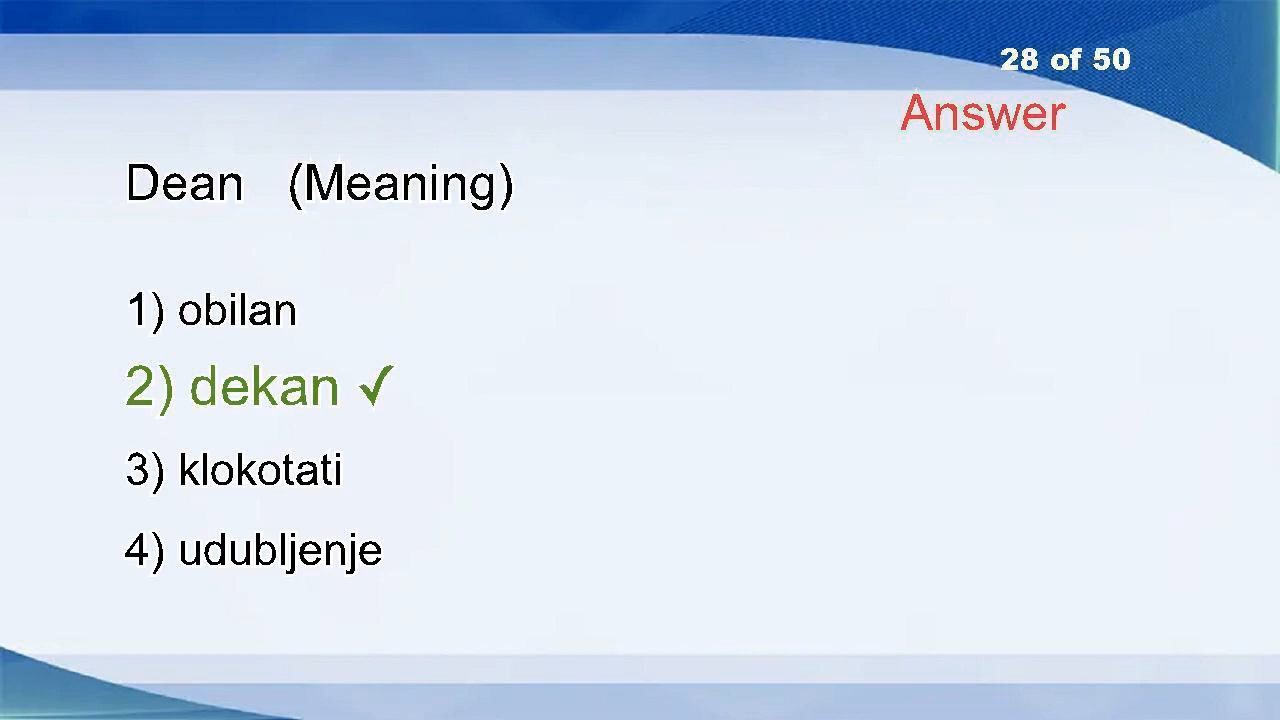 28 of 50
Answer
Dean (Meaning)
1) obilan
2) dekan ✓
3) klokotati
4) udubljenje